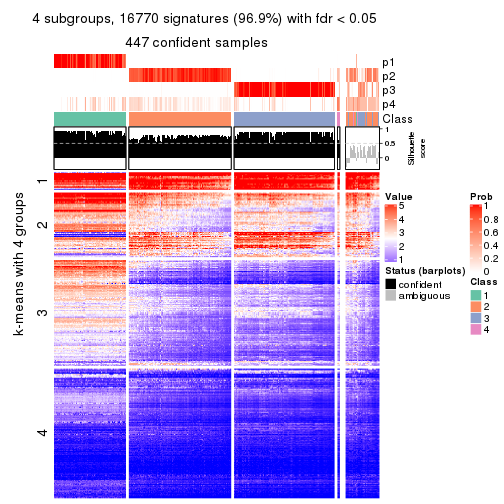 4 subgroups, 16770 signatures (96.9%) with fdr < 0.05
447 confident samples
p1
p2
p3
p4
Class
1
0.5
0
Silhouette
score
k-means with 4 groups
1
2
3
4
Value
5
4
3
2
1
Status (barplots)
confident
ambiguous
Prob
1
0.8
0.6
0.4
0.2
0
Class
1
2
3
4